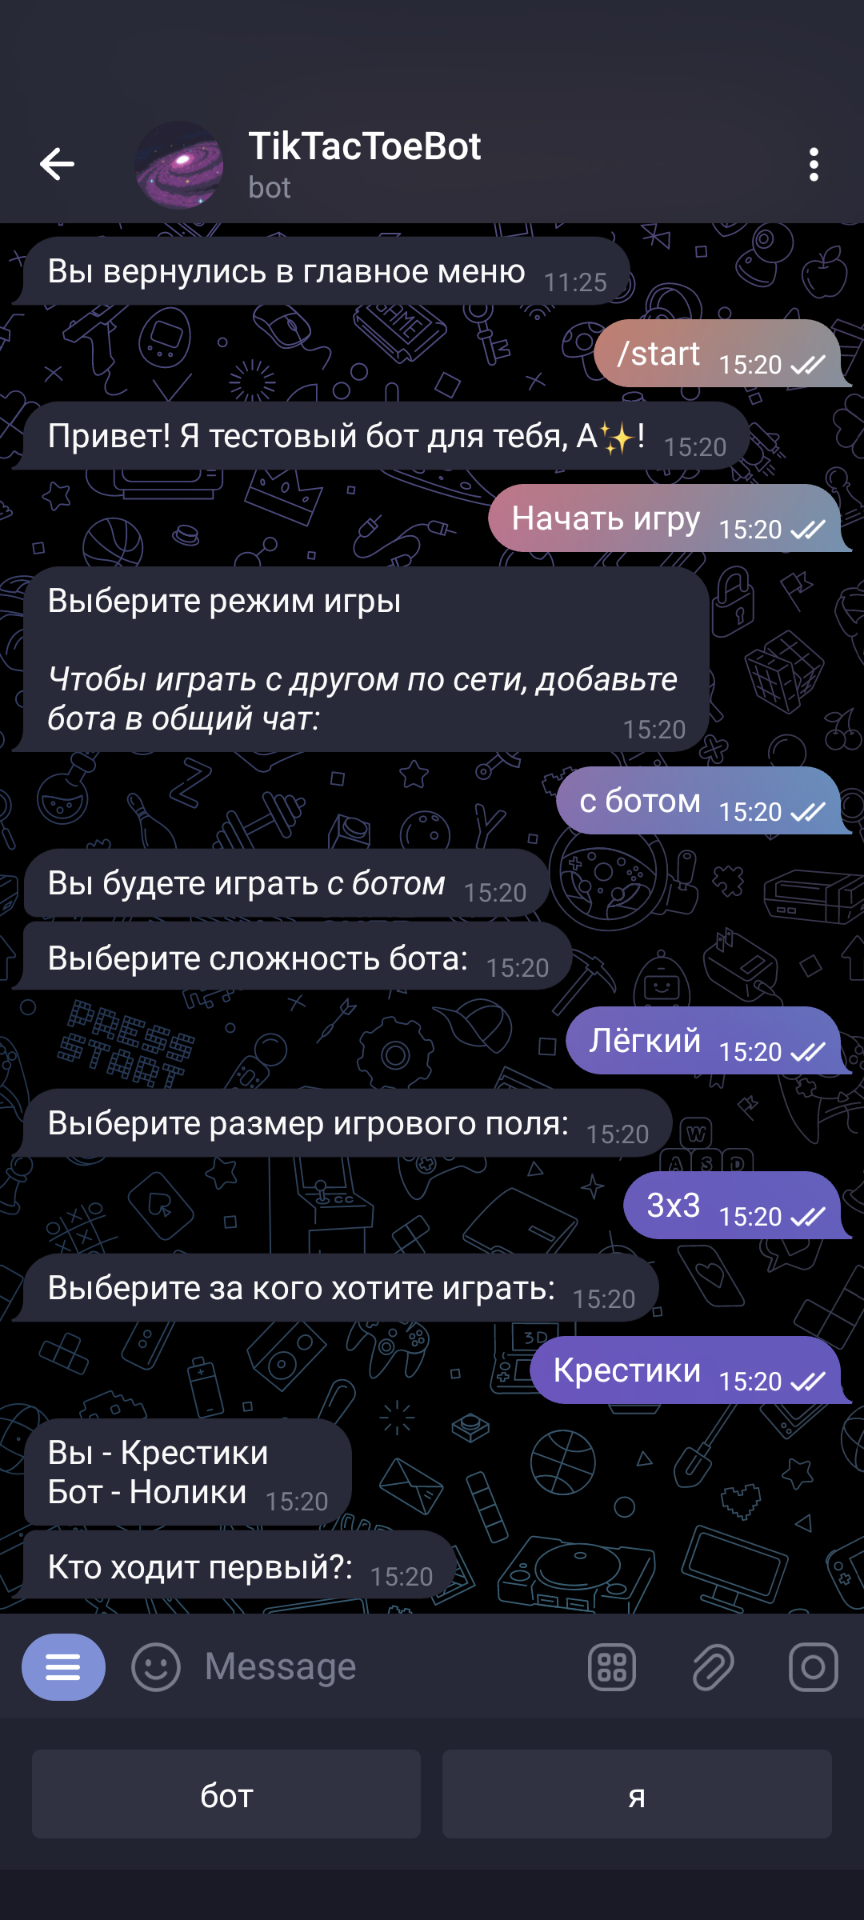 TikTacToeBot
bot
Вы вернулись в главное меню 11:25
/start 15:20
Привет! Я тестовый бот для тебя, А✨! 15:20
Начать игру 15:20
Выберите режим игры
Чтобы играть с другом по сети, добавьте
бота в общий чат: 15:20
с ботом 15:20
Вы будете играть с ботом 15:20
Выберите сложность бота: 15:20
PRESS
START
Лёгкий 15:20
Выберите размер игрового поля: 15:20
W
A S D
3x3 15:20
Выберите за кого хотите играть: 15:20
3D
Крестики 15:20
Вы - Крестики
Бот - Нолики 15:20
Кто ходит первый?: 15:20
Message
бот
я